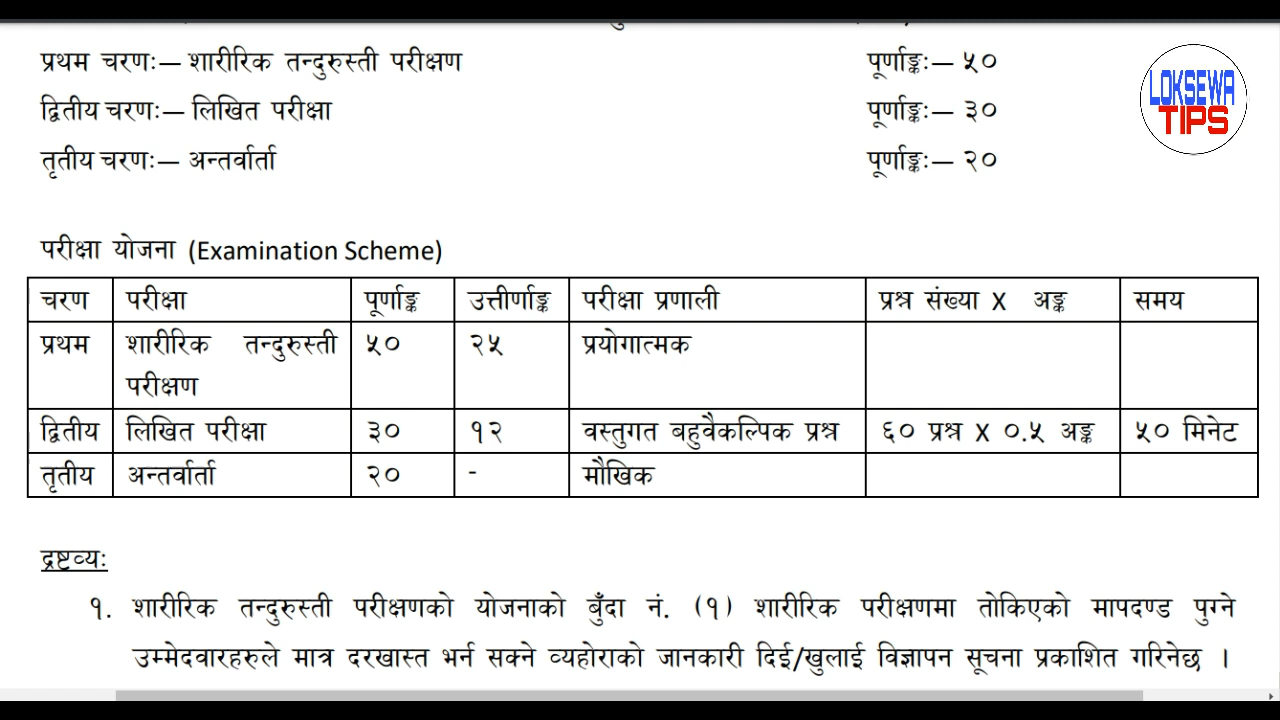 प्रथम चरणः— शारीरिक तन्दुरुस्ती परीक्षण पूर्णाङ्कः— ५०
द्वितीय चरणः— लिखित परीक्षा पूर्णाङ्कः— ३०
तृतीय चरणः— अन्तर्वार्ता पूर्णाङ्कः— २०
LOKSEWA
TIPS
परीक्षा योजना (Examination Scheme)
चरण परीक्षा पूर्णाङ्क उत्तीर्णाङ्क परीक्षा प्रणाली प्रश्न संख्या X अङ्क समय
प्रथम शारीरिक तन्दुरुस्ती ५० २५ प्रयोगात्मक
परीक्षण
द्वितीय लिखित परीक्षा ३० १२ वस्तुगत बहुवैकल्पिक प्रश्न ६० प्रश्न X ०.५ अङ्क ५० मिनेट
तृतीय अन्तर्वार्ता २० - मौखिक
द्रष्टव्यः
१. शारीरिक तन्दुरुस्ती परीक्षणको योजनाको बुँदा नं. (१) शारीरिक परीक्षणमा तोकिएको मापदण्ड पुग्ने
उम्मेदवारहरुले मात्र दरखास्त भर्न सक्ने व्यहोराको जानकारी दिई/खुलाई विज्ञापन सूचना प्रकाशित गरिनेछ ।